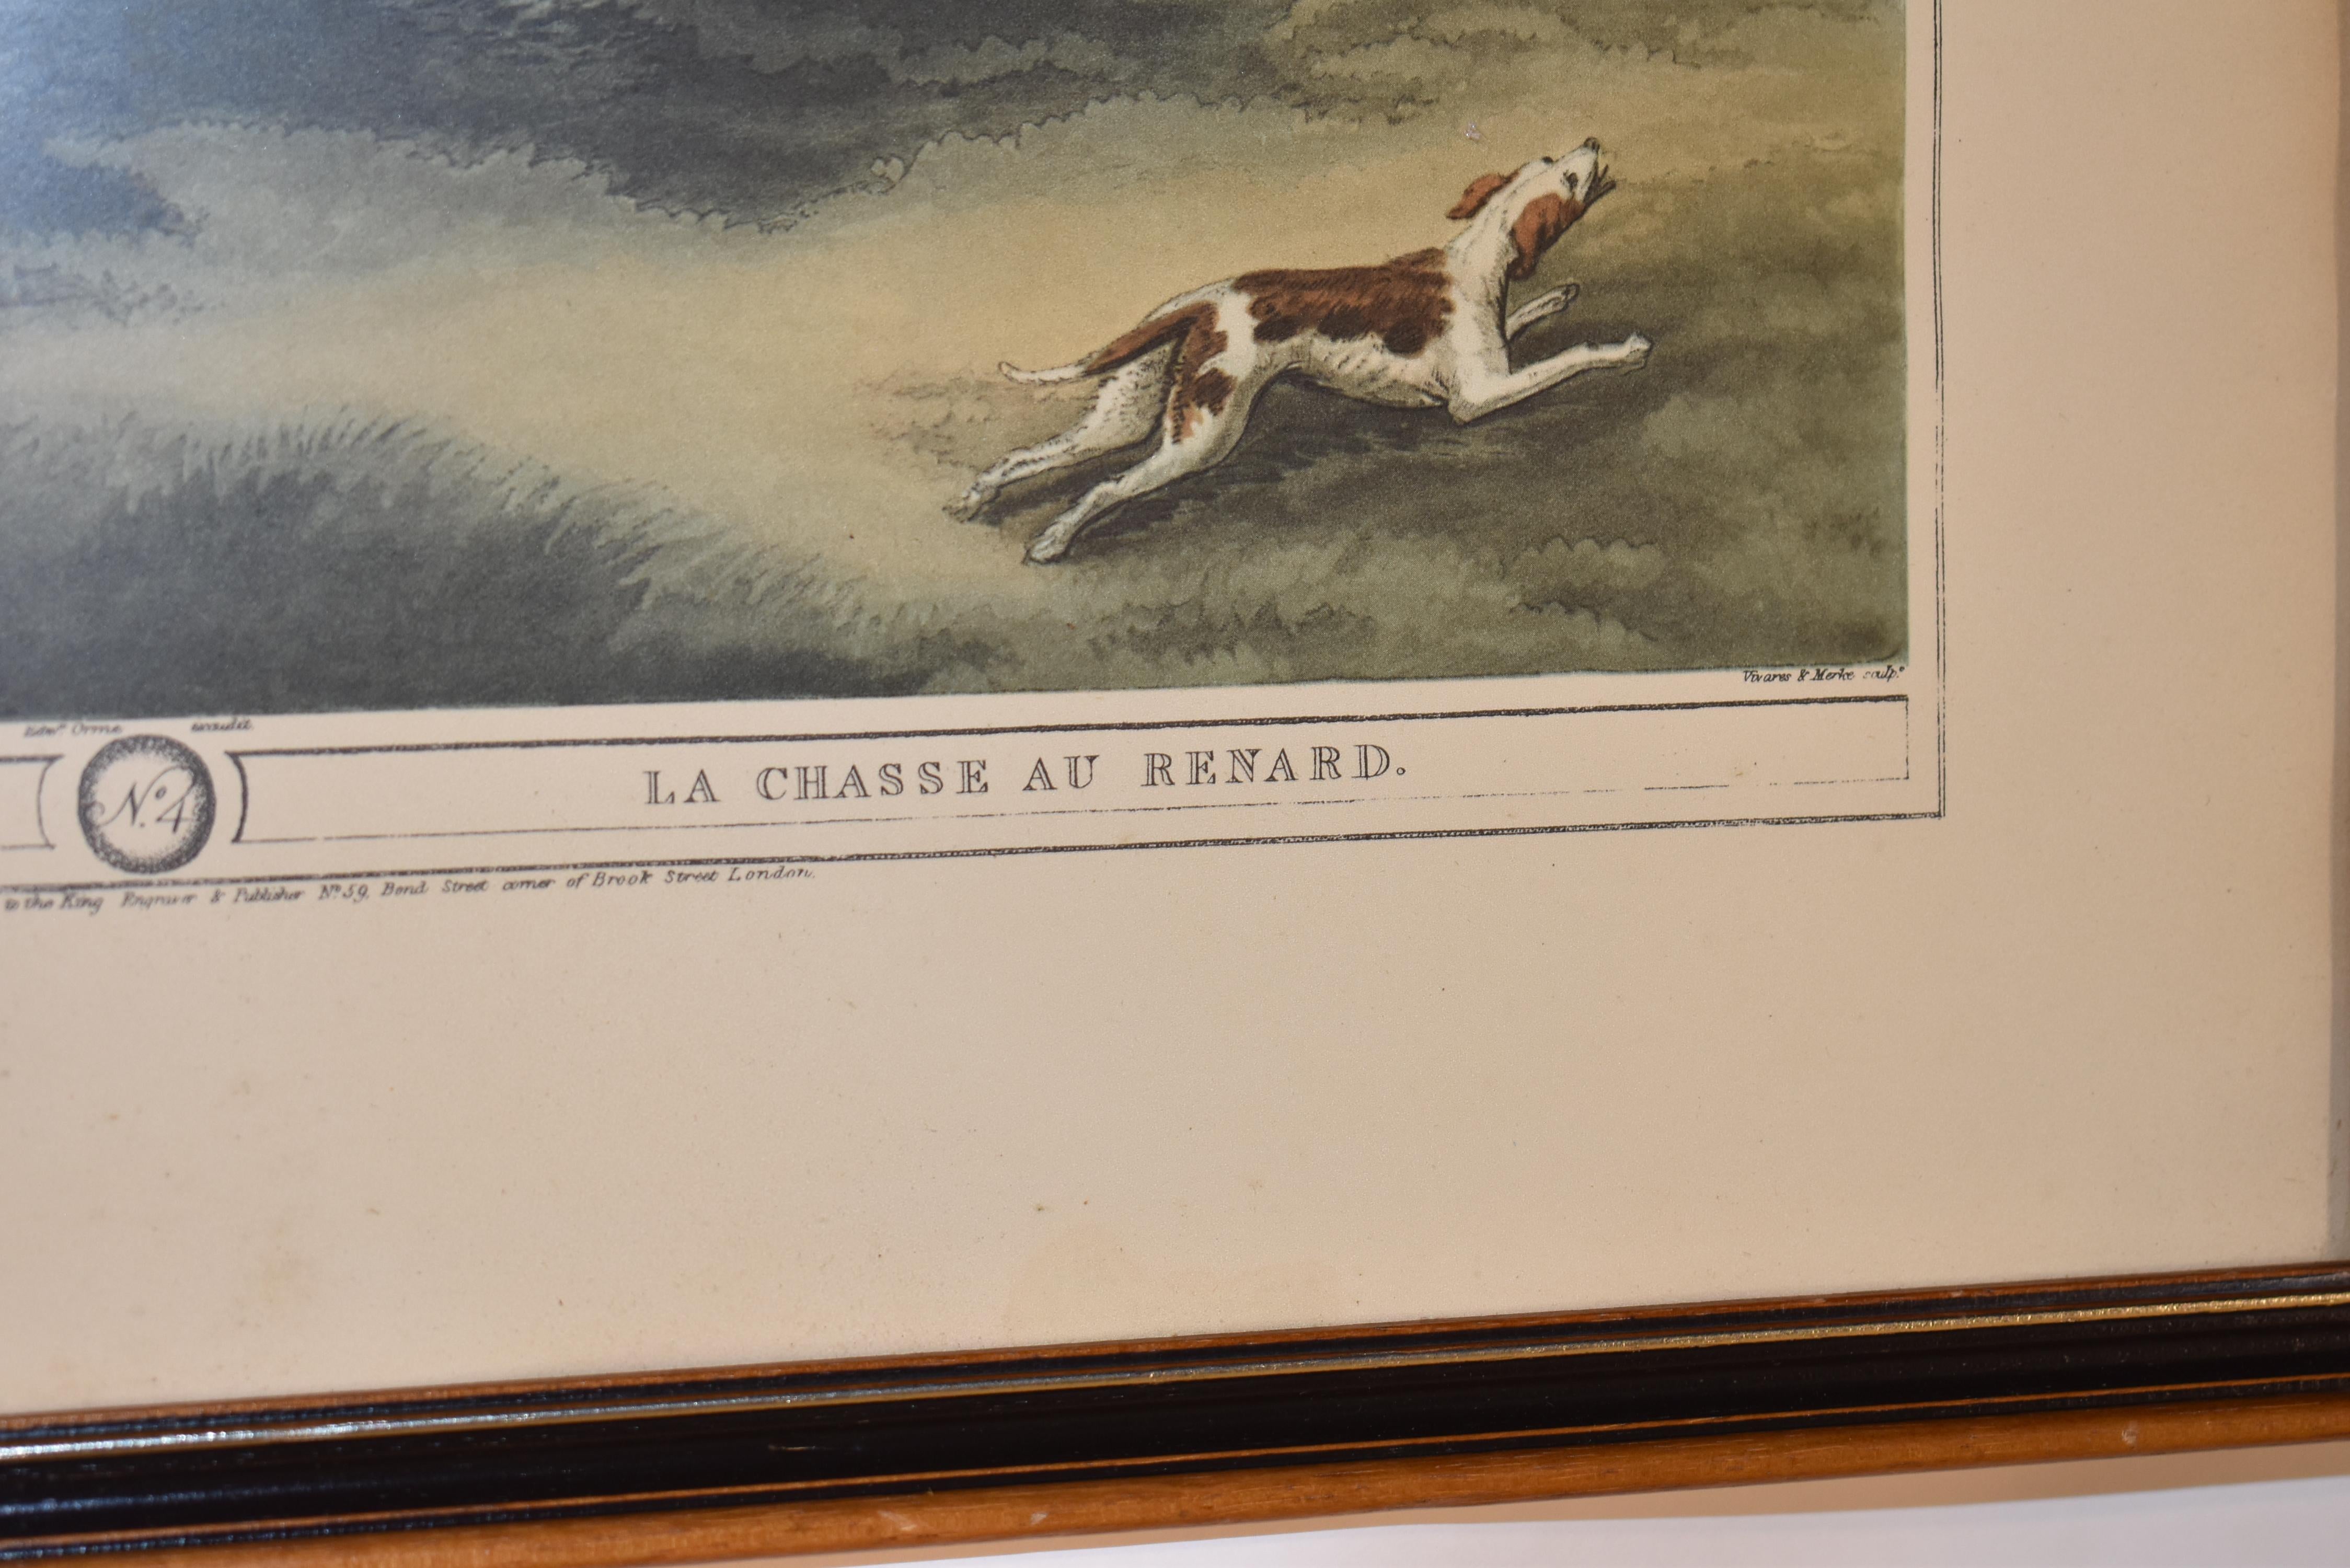 Vivares & Merke sculp.ᵗ
Edwᵈ. Orme excudit
Nº. 4
LA CHASSE AU RENARD.
to the King Engraver & Publisher Nº. 59, Bond Street corner of Brook Street London.